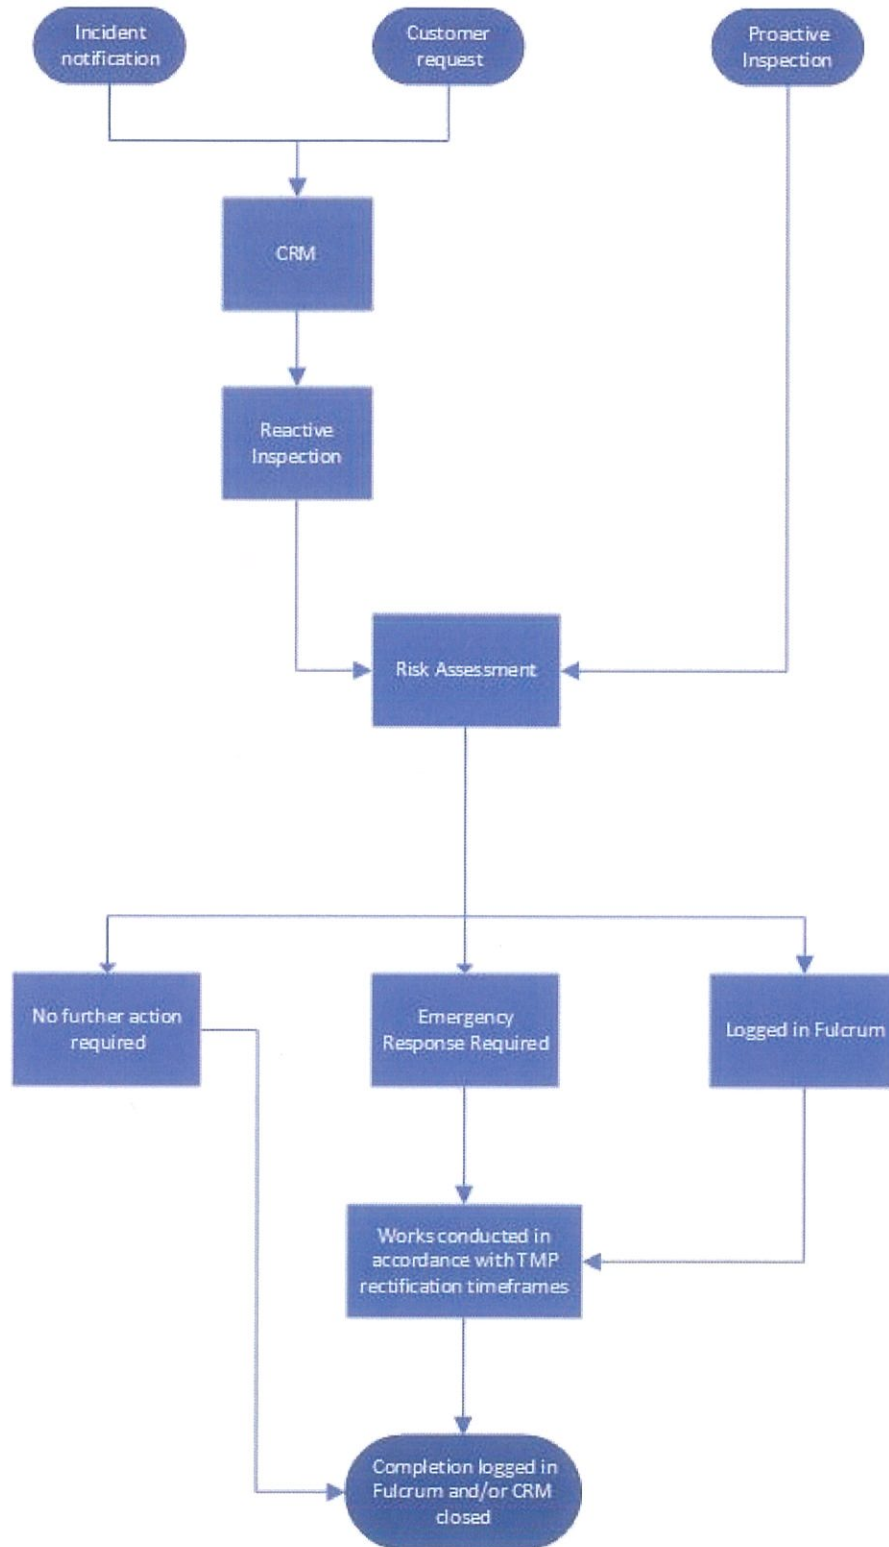 Incident
notification
Customer
request
Proactive
Inspection
CRM
Reactive
Inspection
Risk Assessment
No further action
required
Emergency
Response Required
Logged in Fulcrum
Works conducted in
accordance with TMP
rectification timeframes
Completion logged in
Fulcrum and/or CRM
closed